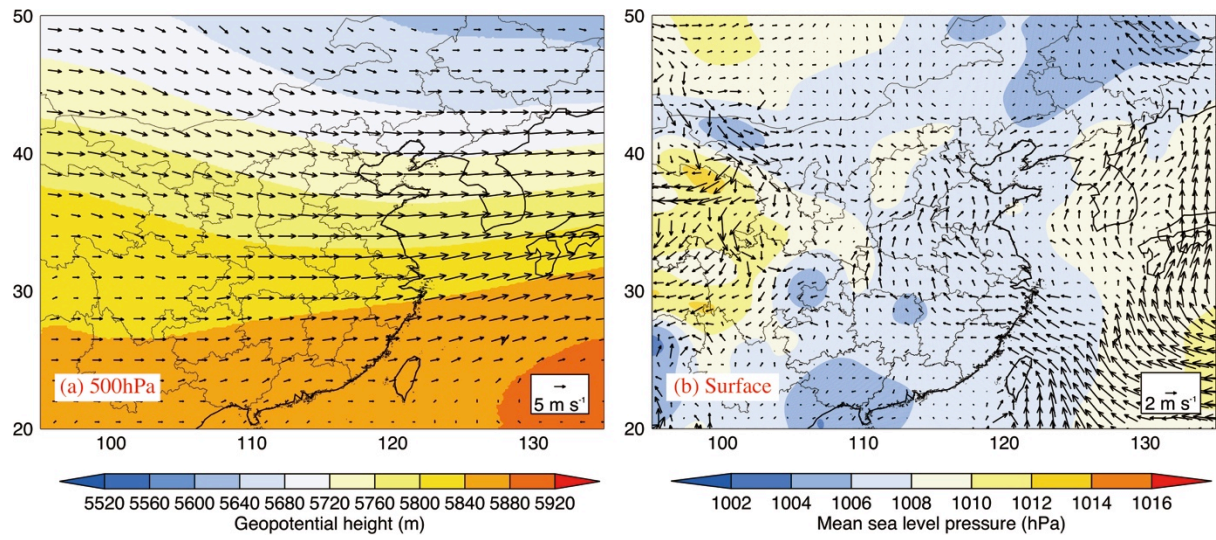 50
40
30
20
(a) 500hPa
5 m s⁻¹
100 110 120 130
5520 5560 5600 5640 5680 5720 5760 5800 5840 5880 5920
Geopotential height (m)
50
40
30
20
(b) Surface
2 m s⁻¹
100 110 120 130
1002 1004 1006 1008 1010 1012 1014 1016
Mean sea level pressure (hPa)